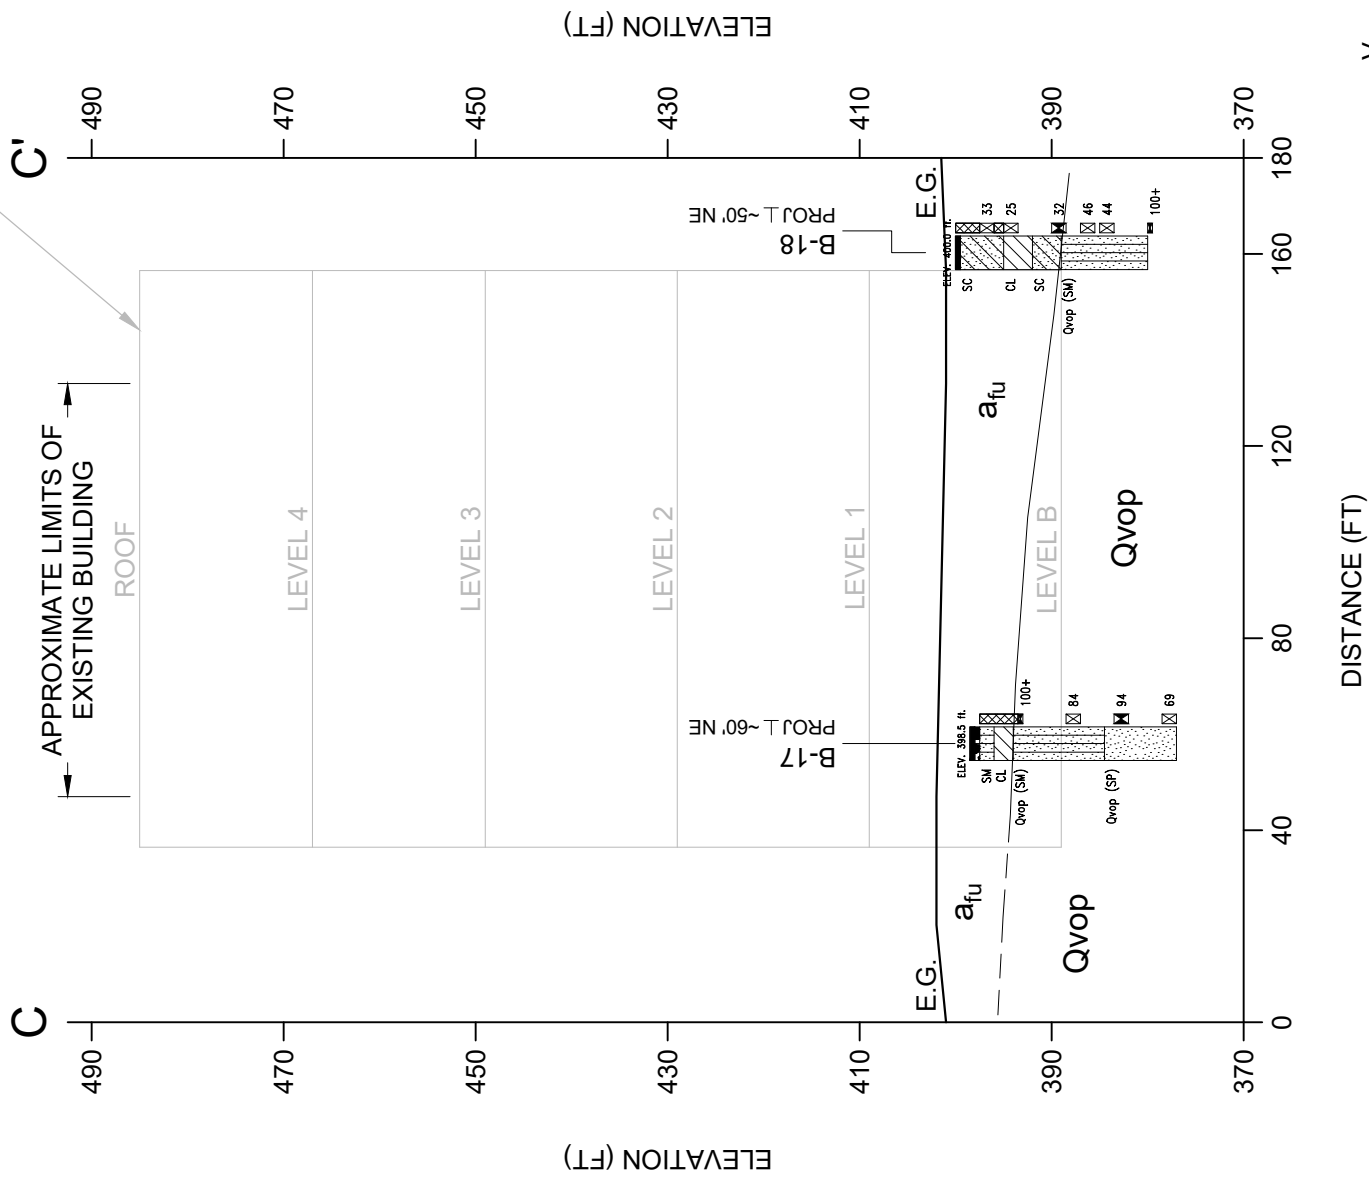 C
C'
APPROXIMATE LIMITS OF
EXISTING BUILDING
ROOF
LEVEL 4
LEVEL 3
LEVEL 2
LEVEL 1
LEVEL B
ELEVATION (FT)
490
470
450
430
410
390
370
ELEVATION (FT)
490
470
450
430
410
390
370
B-17
PROJ ⊥ ~60' NE
B-18
PROJ ⊥ ~50' NE
E.G.
E.G.
afu
afu
Qvop
Qvop
ELEV. 398.5 ft.
SM
CL
Qvop (SM)
Qvop (SP)
100+
84
94
69
ELEV. 400.0 ft.
SC
CL
SC
Qvop (SM)
33
25
32
46
44
100+
0
40
80
120
160
180
DISTANCE (FT)